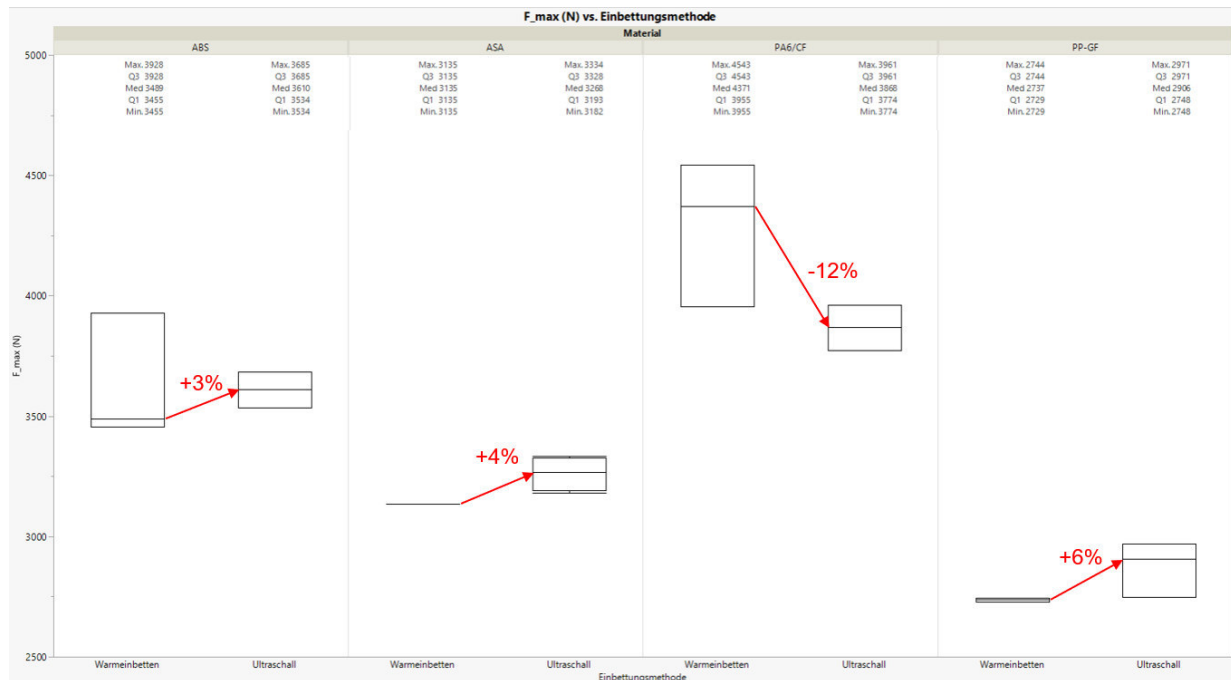 F_max (N) vs. Einbettungsmethode
Material
ABS ASA PA6/CF PP-GF
5000
Max. 3928 Max. 3685 Max. 3135 Max. 3334 Max. 4543 Max. 3961 Max. 2744 Max. 2971
Q3 3928 Q3 3685 Q3 3135 Q3 3328 Q3 4543 Q3 3961 Q3 2744 Q3 2971
Med 3489 Med 3610 Med 3135 Med 3268 Med 4371 Med 3868 Med 2737 Med 2906
Q1 3455 Q1 3534 Q1 3135 Q1 3193 Q1 3955 Q1 3774 Q1 2729 Q1 2748
Min. 3455 Min. 3534 Min. 3135 Min. 3182 Min. 3955 Min. 3774 Min. 2729 Min. 2748
4500
-12%
4000
F_max (N)
+3%
3500
+4%
3000
+6%
2500
Warmeinbetten Ultraschall Warmeinbetten Ultraschall Warmeinbetten Ultraschall Warmeinbetten Ultraschall
Einbettungsmethode